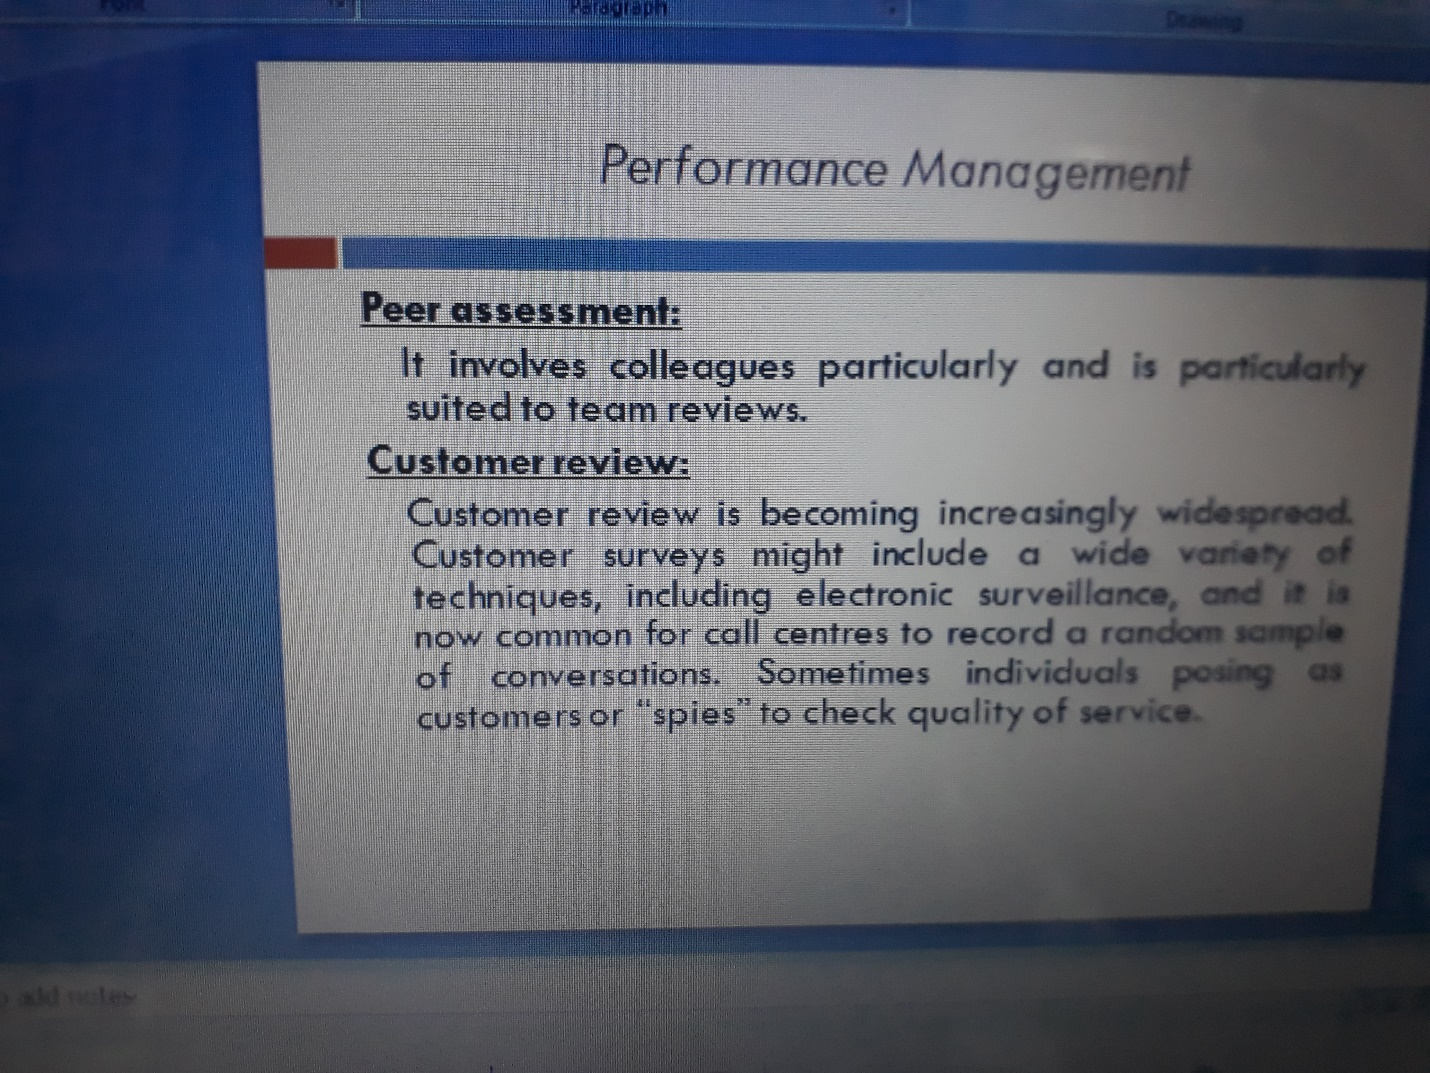 Font Paragraph Drawing
Performance Management
Peer assessment:
It involves colleagues particularly and is particularly
suited to team reviews.
Customer review:
Customer review is becoming increasingly widespread.
Customer surveys might include a wide variety of
techniques, including electronic surveillance, and it is
now common for call centres to record a random sample
of conversations. Sometimes individuals posing as
customers or “spies” to check quality of service.
add notes